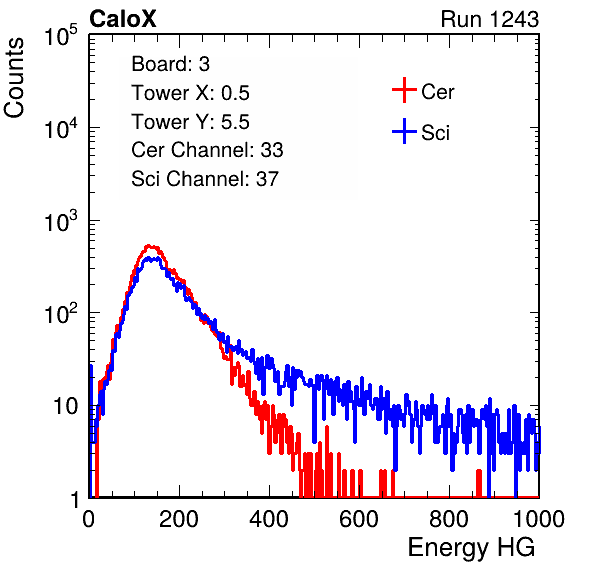 CaloX Run 1243
Counts
10^5
10^4
10^3
10^2
10
1
Board: 3
Tower X: 0.5
Tower Y: 5.5
Cer Channel: 33
Sci Channel: 37
Cer
Sci
0 200 400 600 800 1000
Energy HG